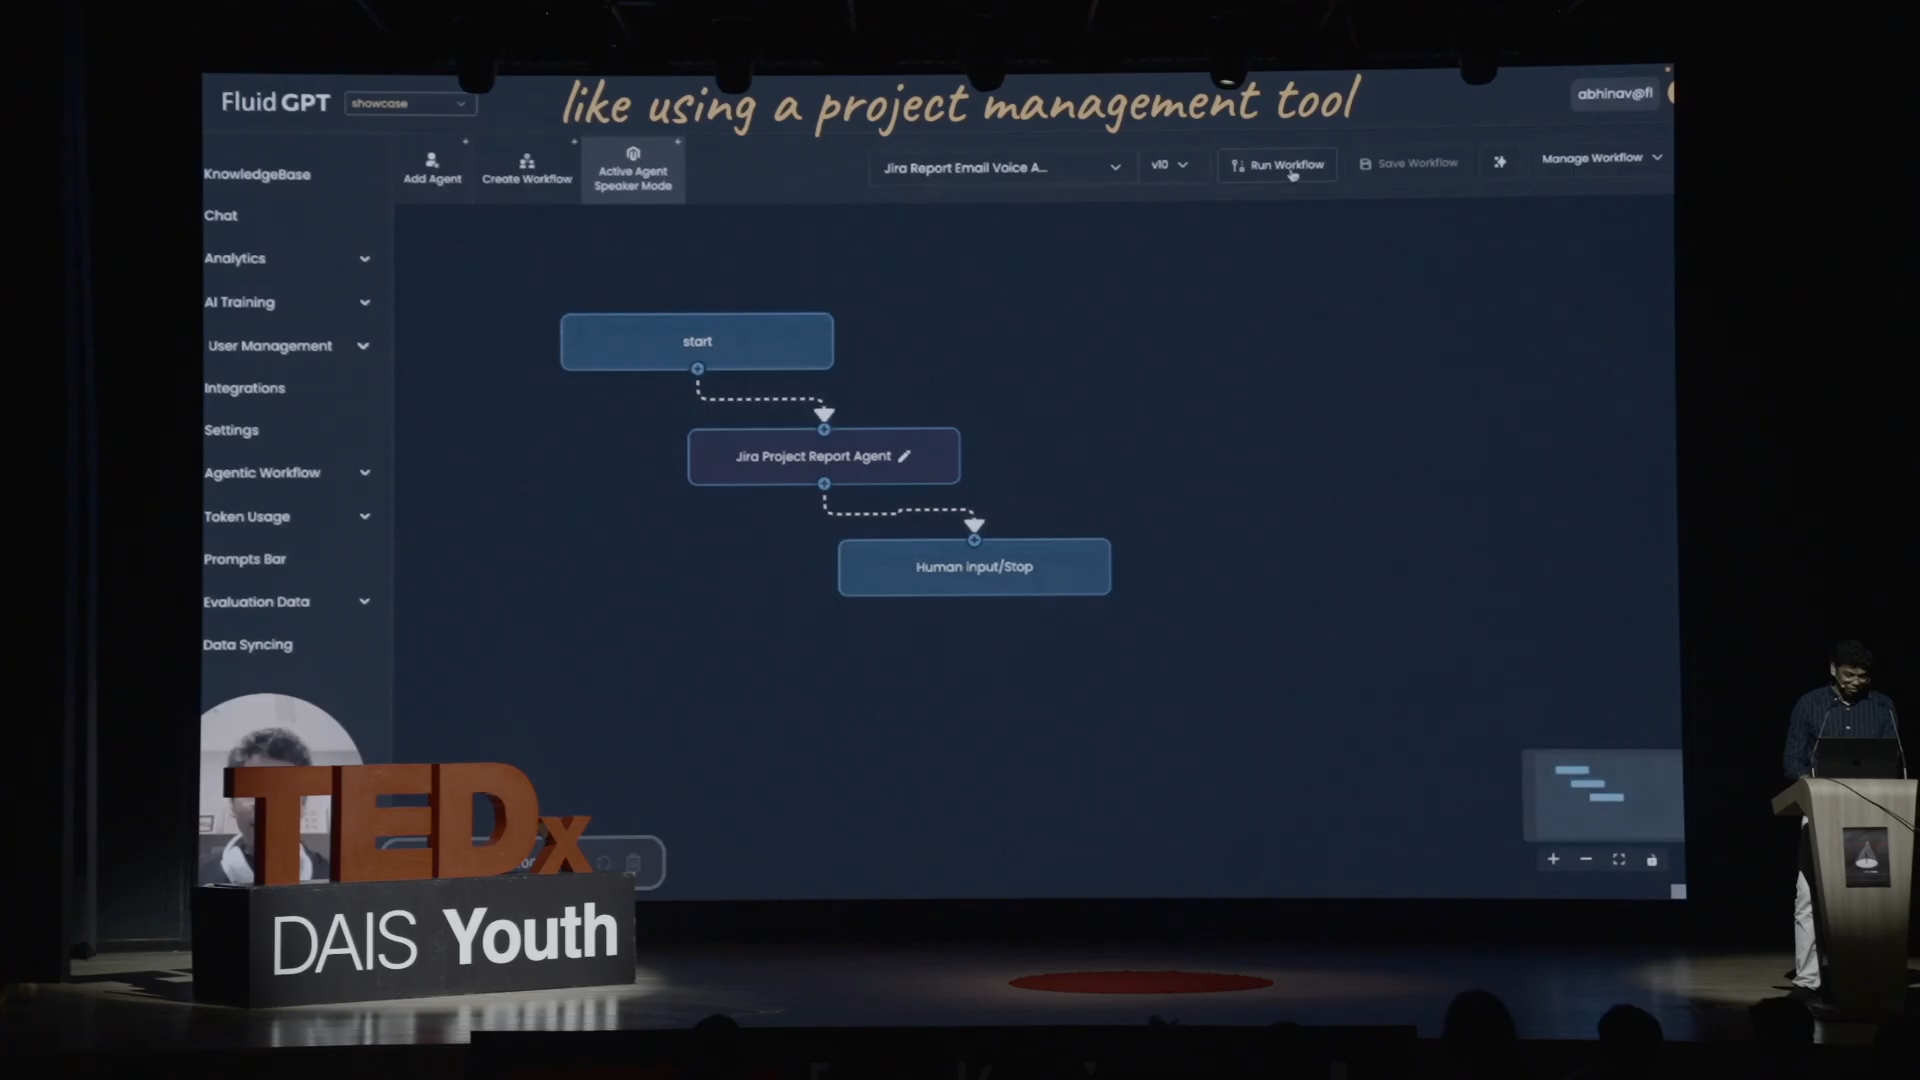 like using a project management tool
Fluid GPT
showcase
abhinav@fl
Add Agent
Create Workflow
Active Agent
Speaker Mode
Jira Report Email Voice A...
v10
Run Workflow
Save Workflow
Manage Workflow
KnowledgeBase
Chat
Analytics
AI Training
User Management
Integrations
Settings
Agentic Workflow
Token Usage
Prompts Bar
Evaluation Data
Data Syncing
start
Jira Project Report Agent
Human Input/Stop
TEDx
DAIS Youth